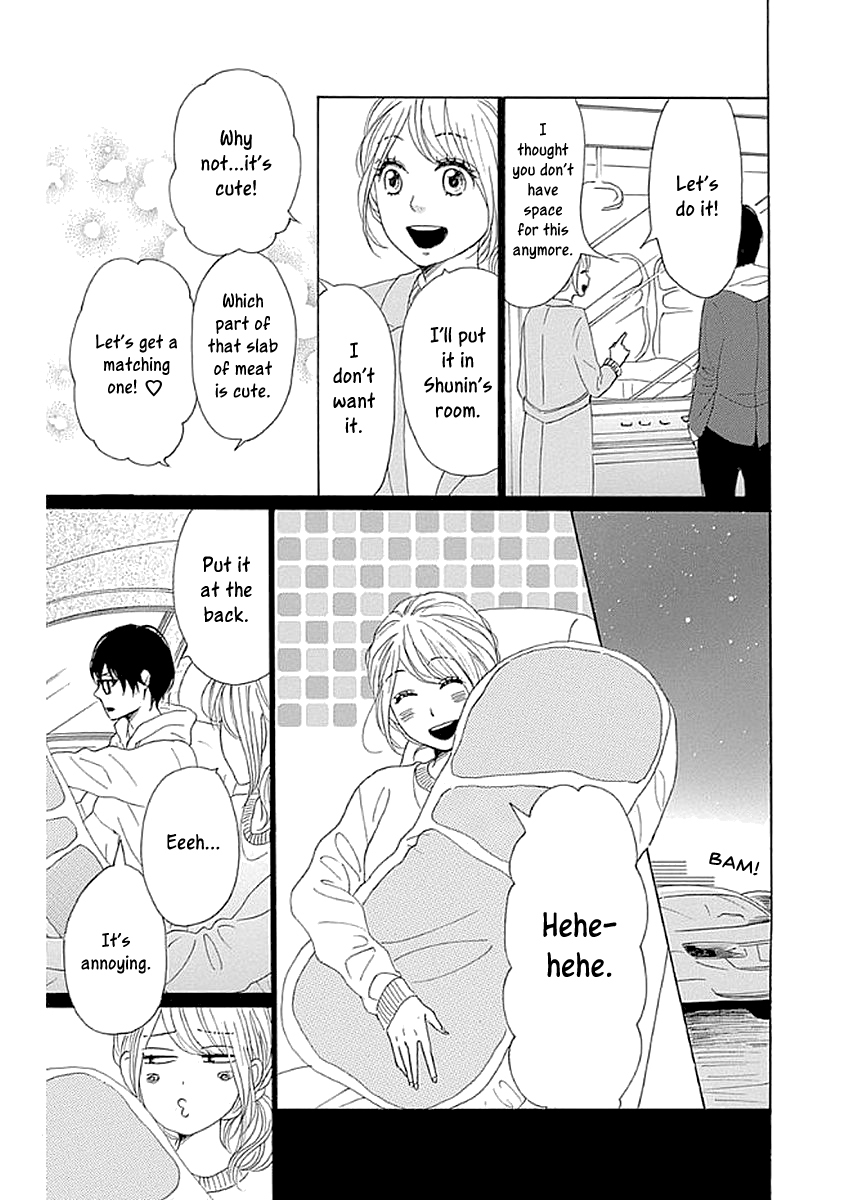 Let's
do it!
I
thought
you don't
have
space
for this
anymore.
I'll put
it in
Shunin's
room.
I
don't
want
it.
Why
not...it's
cute!
Which
part of
that slab
of meat
is cute.
Let's get a
matching
one! ♡
BAM!
Hehe-
hehe.
Put it
at the
back.
Eeeh...
It's
annoying.